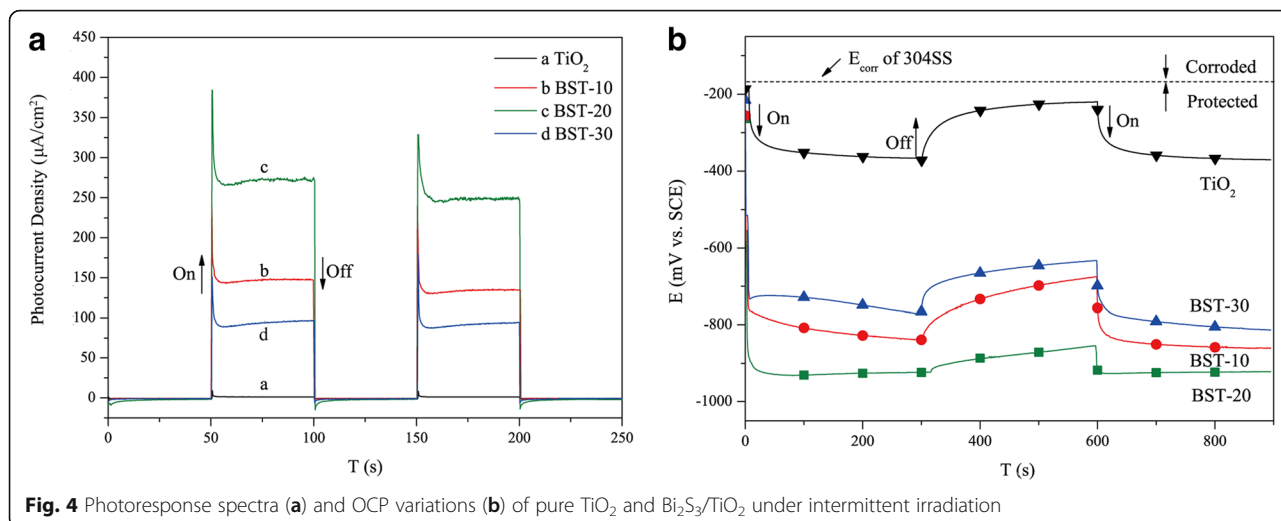 a
450
400
350
300
250
200
150
100
50
0
Photocurrent Density (μA/cm²)
a TiO₂
b BST-10
c BST-20
d BST-30
c
On
b
Off
d
a
0 50 100 150 200 250
T (s)
b
E_corr of 304SS
Corroded
Protected
-200
-400
-600
-800
-1000
E (mV vs. SCE)
On
Off
On
TiO₂
BST-30
BST-10
BST-20
0 200 400 600 800
T (s)
Fig. 4 Photoresponse spectra (a) and OCP variations (b) of pure TiO₂ and Bi₂S₃/TiO₂ under intermittent irradiation